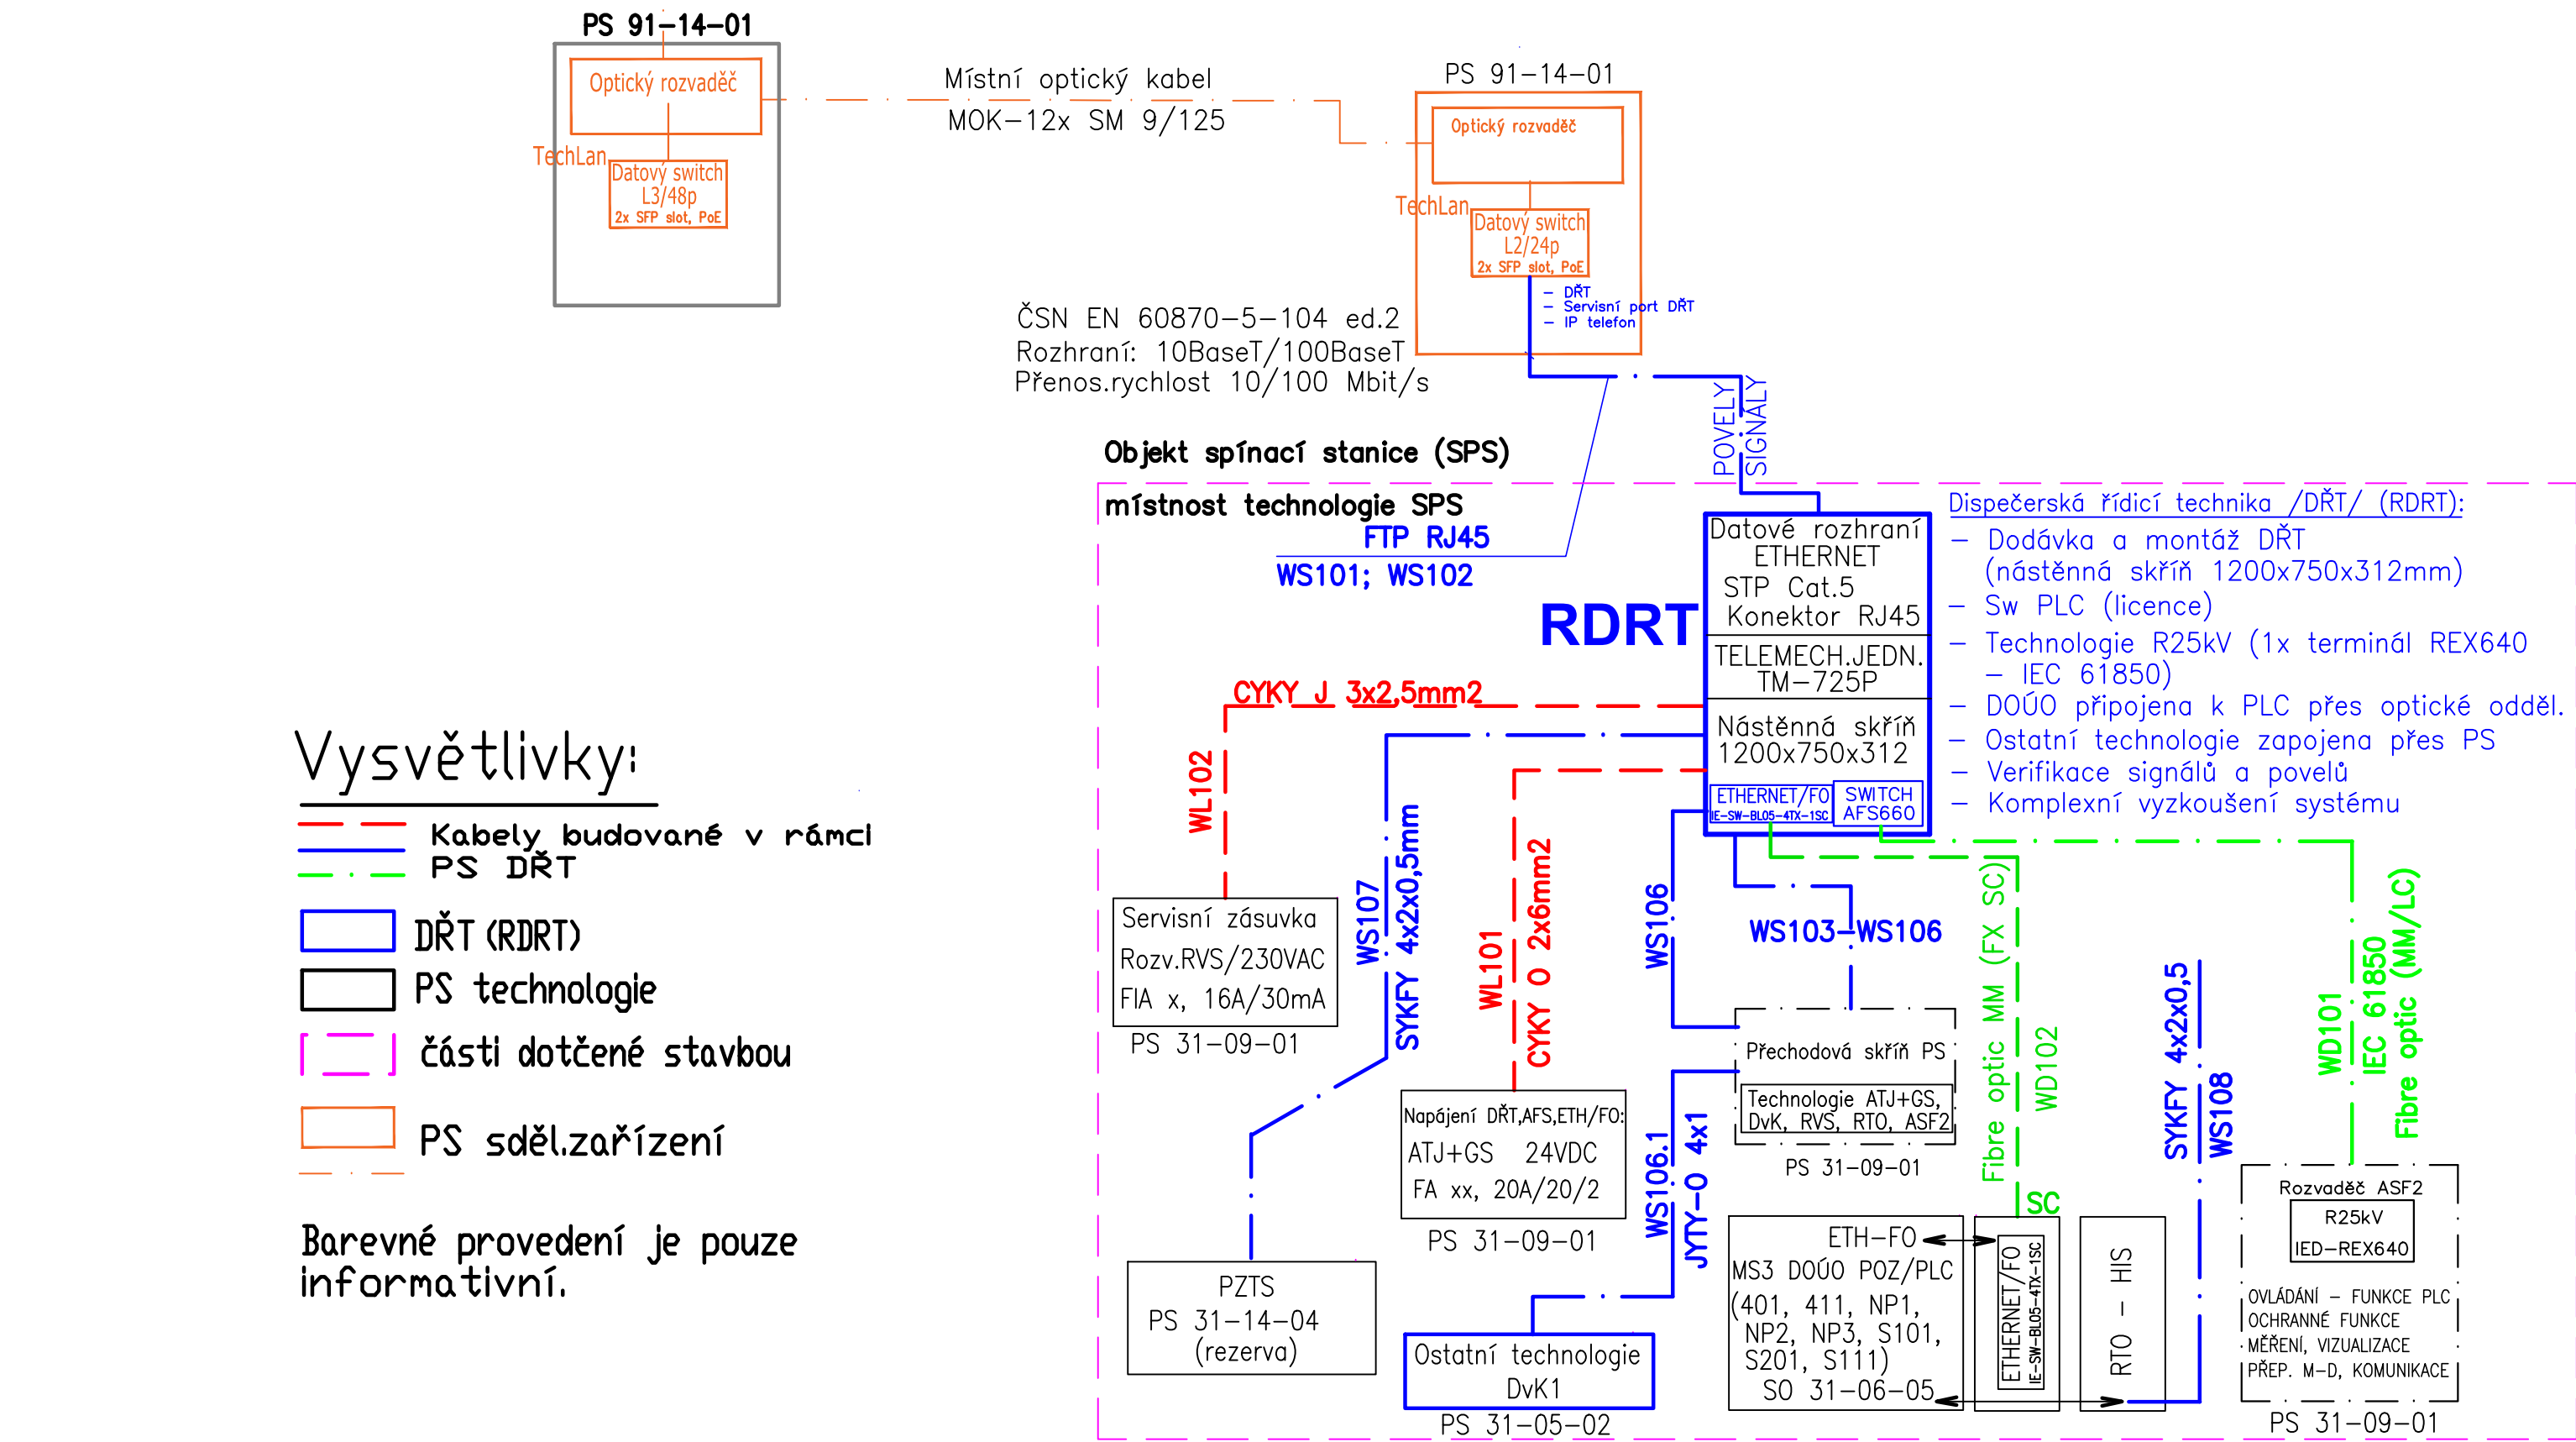 PS 91-14-01
Optický rozvaděč
TechLan
Datový switch
L3/48p
2x SFP slot, PoE
Místní optický kabel
MOK-12x SM 9/125
PS 91-14-01
Optický rozvaděč
TechLan
Datový switch
L2/24p
2x SFP slot, PoE
- DŘT
- Servisní port DŘT
- IP telefon
ČSN EN 60870-5-104 ed.2
Rozhraní: 10BaseT/100BaseT
Přenos.rychlost 10/100 Mbit/s
POVELY
SIGNÁLY
Objekt spínací stanice (SPS)
místnost technologie SPS
FTP RJ45
WS101; WS102
RDRT
Datové rozhraní
ETHERNET
STP Cat.5
Konektor RJ45
TELEMECH.JEDN.
TM-725P
Nástěnná skříň
1200x750x312
ETHERNET/FO
IE-SW-BL05-4TX-1SC
SWITCH
AFS660
Dispečerská řídicí technika /DŘT/ (RDRT):
- Dodávka a montáž DŘT
(nástěnná skříň 1200x750x312mm)
- Sw PLC (licence)
- Technologie R25kV (1x terminál REX640
- IEC 61850)
- DOÚO připojena k PLC přes optické odděl.
- Ostatní technologie zapojena přes PS
- Verifikace signálů a povelů
- Komplexní vyzkoušení systému
CYKY J 3x2,5mm2
WL102
WS107
SYKFY 4x2x0,5mm
WL101
CYKY O 2x6mm2
WS106
WS103-WS106
Fibre optic MM (FX SC)
WD102
SC
SYKFY 4x2x0,5
WS108
WD101
IEC 61850
Fibre optic (MM/LC)
WS106.1
JYTY-O 4x1
Servisní zásuvka
Rozv.RVS/230VAC
FIA x, 16A/30mA
PS 31-09-01
Napájení DŘT,AFS,ETH/FO:
ATJ+GS 24VDC
FA xx, 20A/20/2
PS 31-09-01
Přechodová skříň PS
Technologie ATJ+GS,
DvK, RVS, RTO, ASF2
PS 31-09-01
PZTS
PS 31-14-04
(rezerva)
Ostatní technologie
DvK1
PS 31-05-02
ETH-FO
MS3 DOÚO POZ/PLC
(401, 411, NP1,
NP2, NP3, S101,
S201, S111)
SO 31-06-05
ETHERNET/FO
IE-SW-BL05-4TX-1SC
RTO - HIS
Rozvaděč ASF2
R25kV
IED-REX640
OVLÁDÁNÍ - FUNKCE PLC
OCHRANNÉ FUNKCE
MĚŘENÍ, VIZUALIZACE
PŘEP. M-D, KOMUNIKACE
PS 31-09-01
Vysvětlivky:
Kabely budované v rámci
PS DŘT
DŘT (RDRT)
PS technologie
části dotčené stavbou
PS sděl.zařízení
Barevné provedení je pouze
informativní.